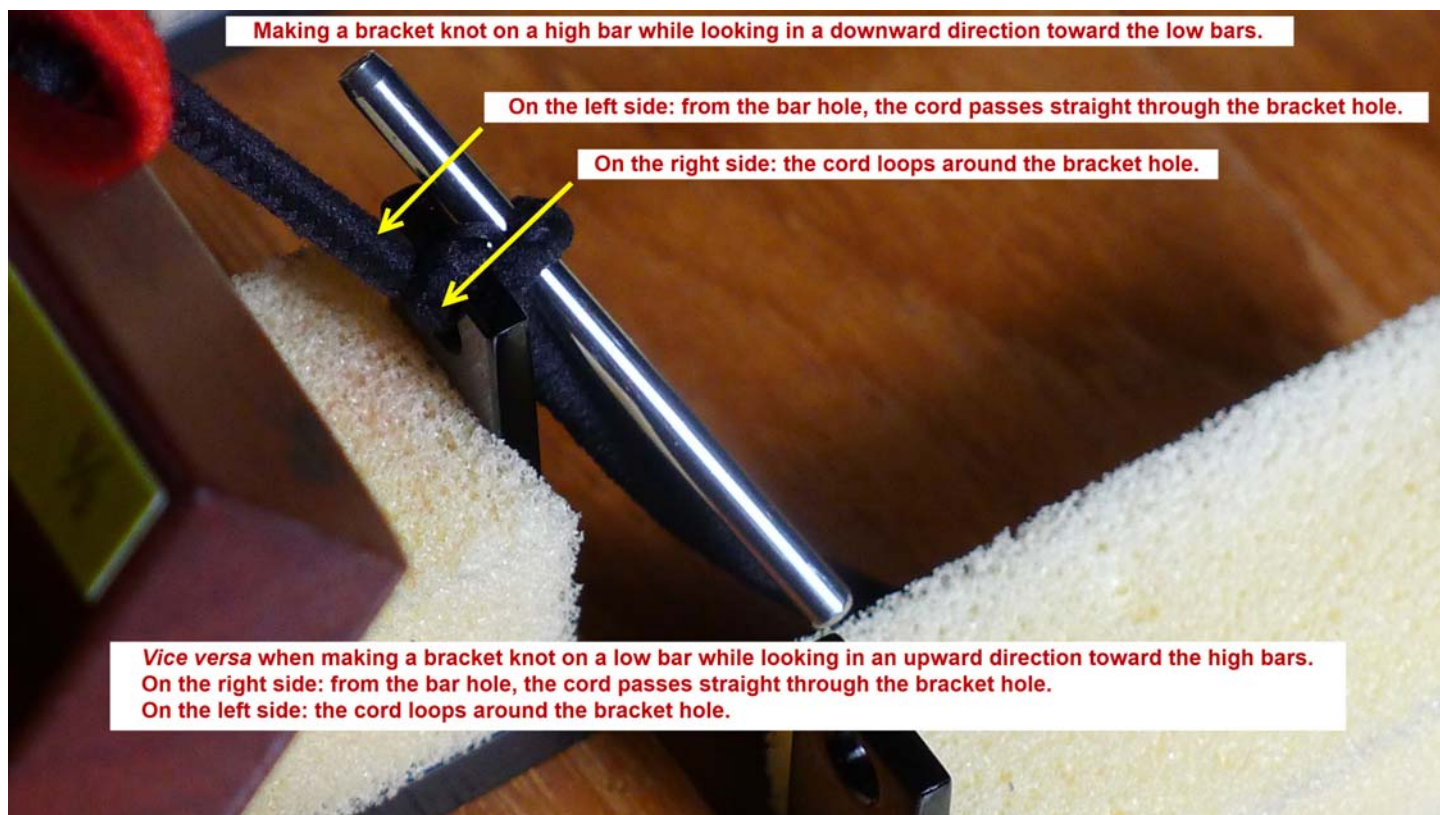 Making a bracket knot on a high bar while looking in a downward direction toward the low bars.
On the left side: from the bar hole, the cord passes straight through the bracket hole.
On the right side: the cord loops around the bracket hole.
Vice versa when making a bracket knot on a low bar while looking in an upward direction toward the high bars.
On the right side: from the bar hole, the cord passes straight through the bracket hole.
On the left side: the cord loops around the bracket hole.